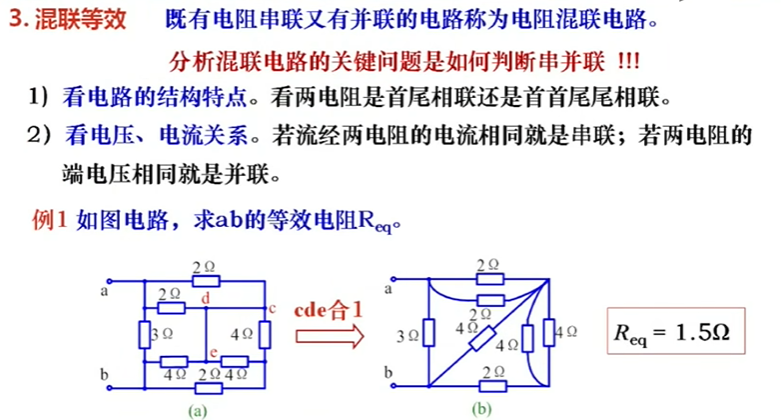 3. 混联等效 既有电阻串联又有并联的电路称为电阻混联电路。
分析混联电路的关键问题是如何判断串并联 !!!
1) 看电路的结构特点。看两电阻是首尾相联还是首首尾尾相联。
2) 看电压、电流关系。若流经两电阻的电流相同就是串联；若两电阻的
端电压相同就是并联。
例1 如图电路，求ab的等效电阻Req。
2Ω
a
2Ω
d
c
3Ω
4Ω
e
b
4Ω
2Ω
4Ω
(a)
cde合1
2Ω
a
2Ω
3Ω
4Ω
4Ω
4Ω
b
2Ω
(b)
Req = 1.5Ω